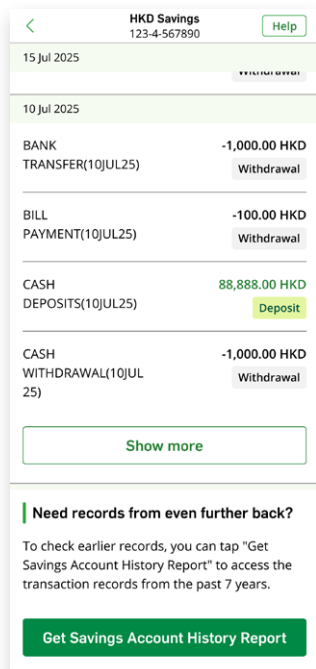 HKD Savings
123-4-567890
Help
15 Jul 2025
Withdrawal
10 Jul 2025
BANK
TRANSFER(10JUL25)
-1,000.00 HKD
Withdrawal
BILL
PAYMENT(10JUL25)
-100.00 HKD
Withdrawal
CASH
DEPOSITS(10JUL25)
88,888.00 HKD
Deposit
CASH
WITHDRAWAL(10JUL
25)
-1,000.00 HKD
Withdrawal
Show more
Need records from even further back?
To check earlier records, you can tap "Get
Savings Account History Report" to access the
transaction records from the past 7 years.
Get Savings Account History Report